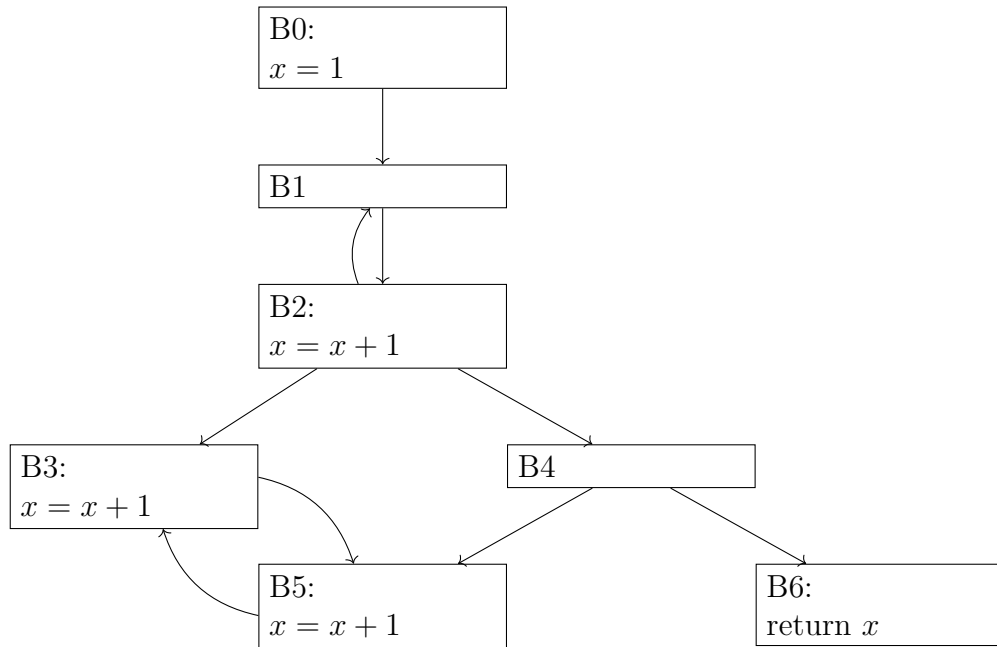 B0:
x = 1
B1
B2:
x = x + 1
B3:
x = x + 1
B4
B5:
x = x + 1
B6:
return x